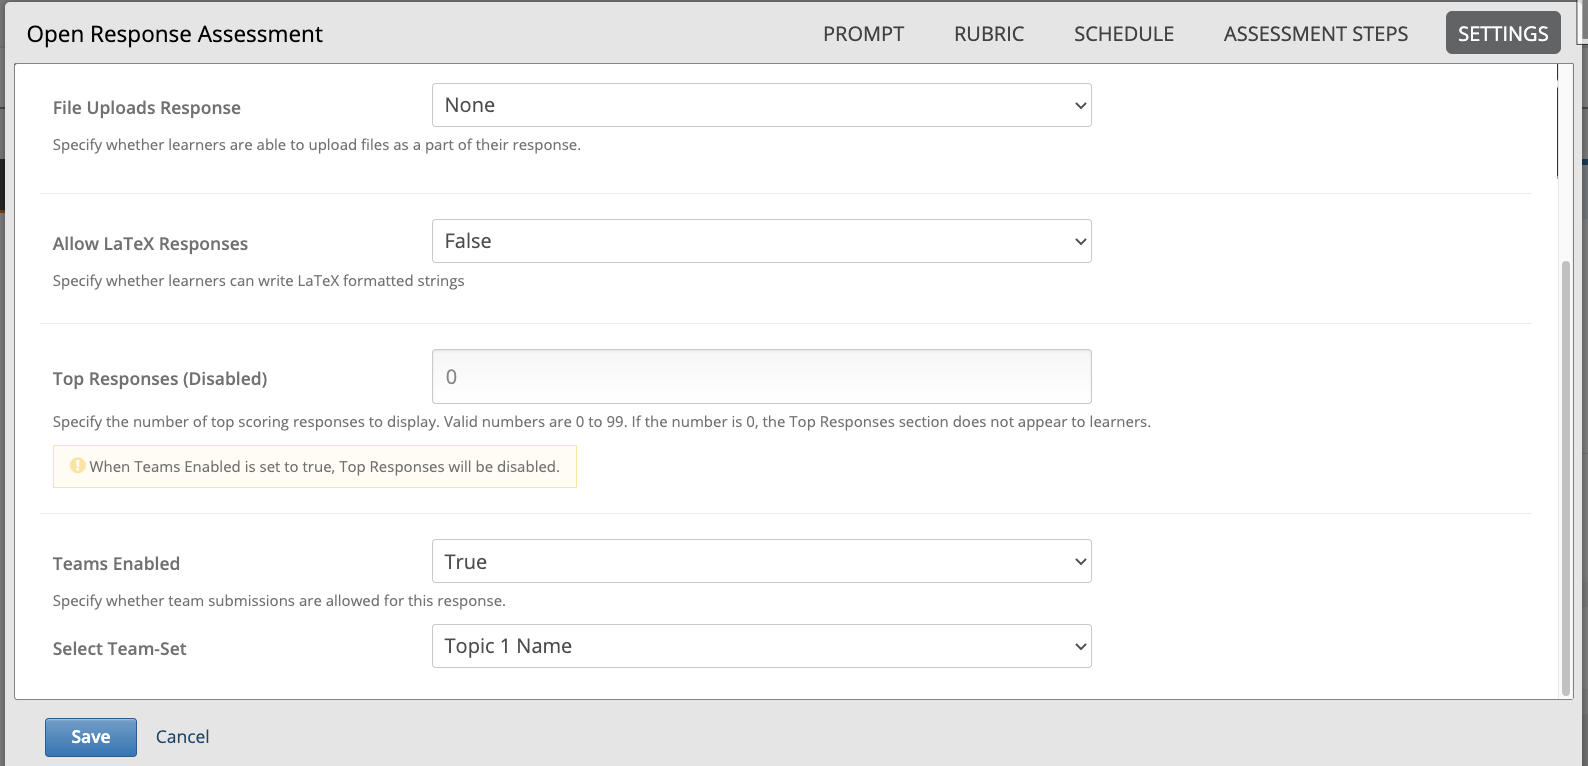 Open Response Assessment
PROMPT
RUBRIC
SCHEDULE
ASSESSMENT STEPS
SETTINGS
File Uploads Response
None
Specify whether learners are able to upload files as a part of their response.
Allow LaTeX Responses
False
Specify whether learners can write LaTeX formatted strings
Top Responses (Disabled)
0
Specify the number of top scoring responses to display. Valid numbers are 0 to 99. If the number is 0, the Top Responses section does not appear to learners.
When Teams Enabled is set to true, Top Responses will be disabled.
Teams Enabled
True
Specify whether team submissions are allowed for this response.
Select Team-Set
Topic 1 Name
Save
Cancel